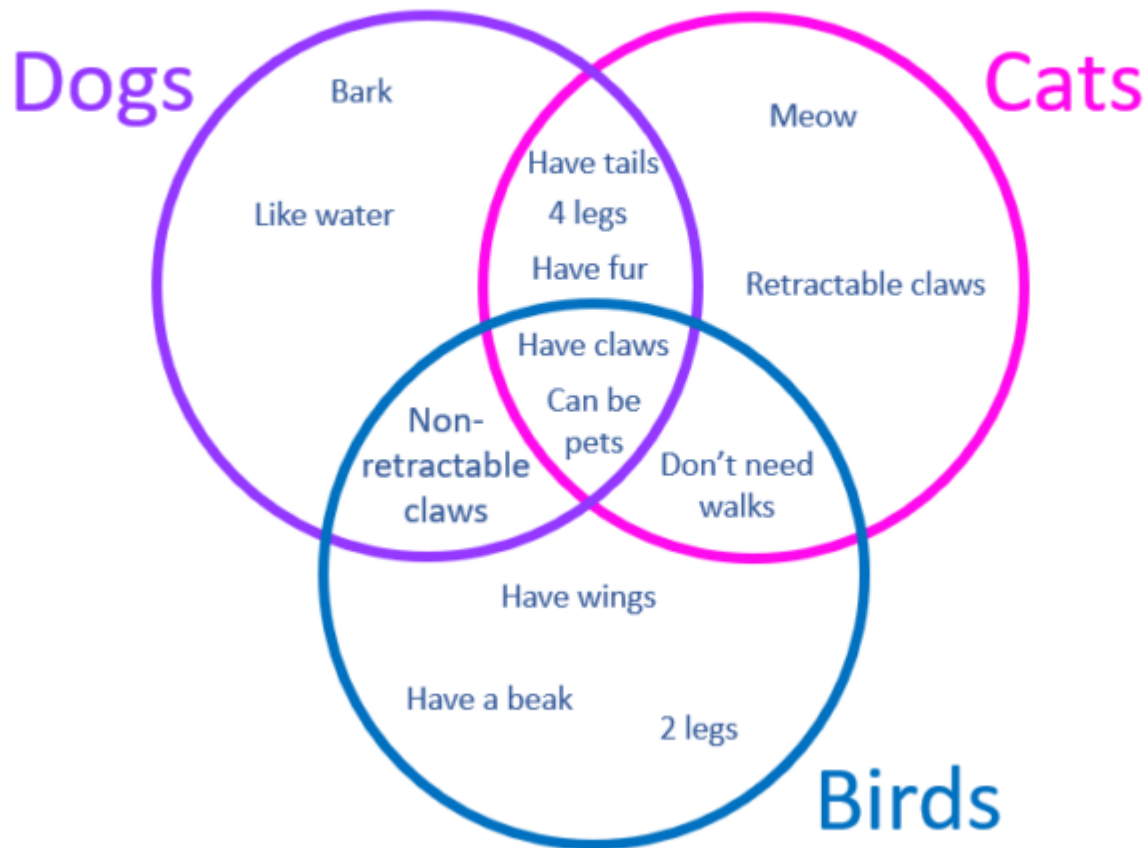 Dogs
Cats
Bark
Meow
Have tails
Like water
4 legs
Have fur
Retractable claws
Have claws
Can be
pets
Non-
retractable
claws
Don't need
walks
Have wings
Have a beak
2 legs
Birds